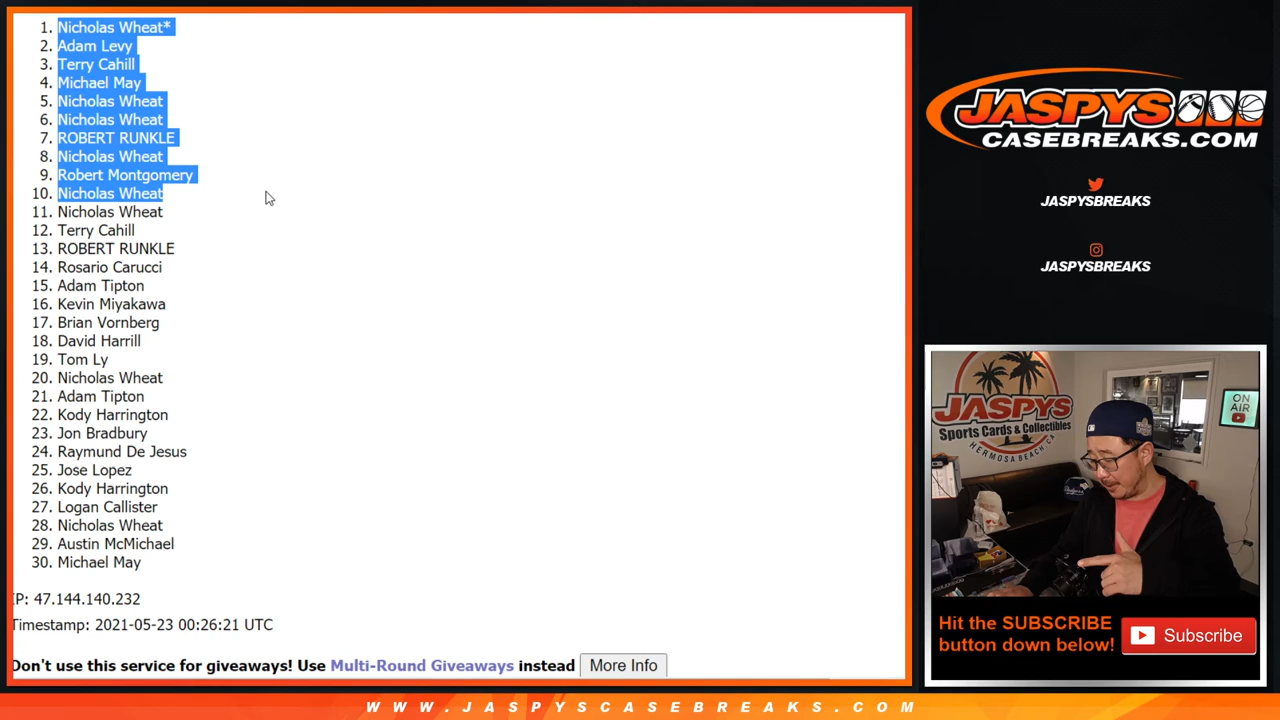 1. Nicholas Wheat*
2. Adam Levy
3. Terry Cahill
4. Michael May
5. Nicholas Wheat
6. Nicholas Wheat
7. ROBERT RUNKLE
8. Nicholas Wheat
9. Robert Montgomery
10. Nicholas Wheat
11. Nicholas Wheat
12. Terry Cahill
13. ROBERT RUNKLE
14. Rosario Carucci
15. Adam Tipton
16. Kevin Miyakawa
17. Brian Vornberg
18. David Harrill
19. Tom Ly
20. Nicholas Wheat
21. Adam Tipton
22. Kody Harrington
23. Jon Bradbury
24. Raymund De Jesus
25. Jose Lopez
26. Kody Harrington
27. Logan Callister
28. Nicholas Wheat
29. Austin McMichael
30. Michael May
IP: 47.144.140.232
Timestamp: 2021-05-23 00:26:21 UTC
Don't use this service for giveaways! Use Multi-Round Giveaways instead More Info
JASPYS
CASEBREAKS.COM
JASPYSBREAKS
JASPYSBREAKS
JASPYS
Sports Cards & Collectibles
HERMOSA BEACH, CA
ON
AIR
Hit the SUBSCRIBE
button down below!
Subscribe
WWW.JASPYSCASEBREAKS.COM